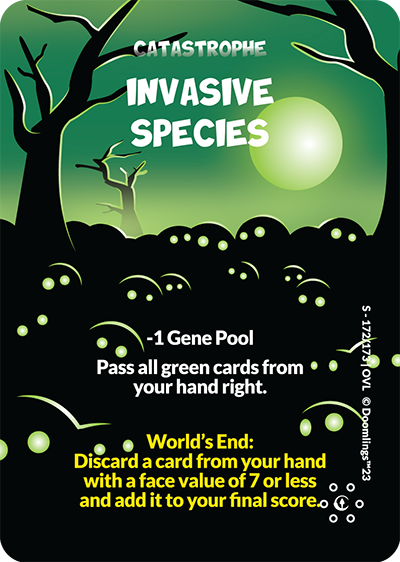 CATASTROPHE
INVASIVE
SPECIES
-1 Gene Pool
Pass all green cards from
your hand right.
World's End:
Discard a card from your hand
with a face value of 7 or less
and add it to your final score.
S - 172/173 | OVL © Doomlings™23